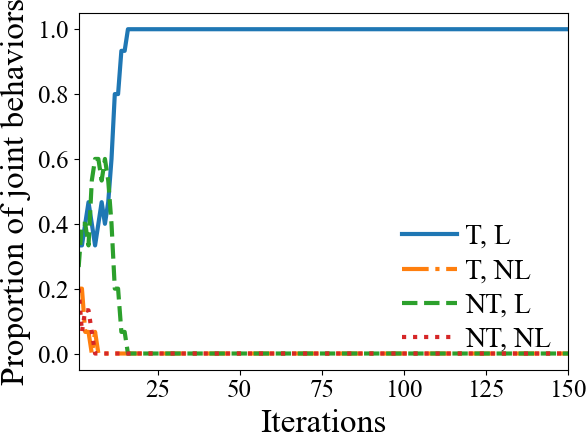 Proportion of joint behaviors
1.0
0.8
0.6
0.4
0.2
0.0
T, L
T, NL
NT, L
NT, NL
25
50
75
100
125
150
Iterations